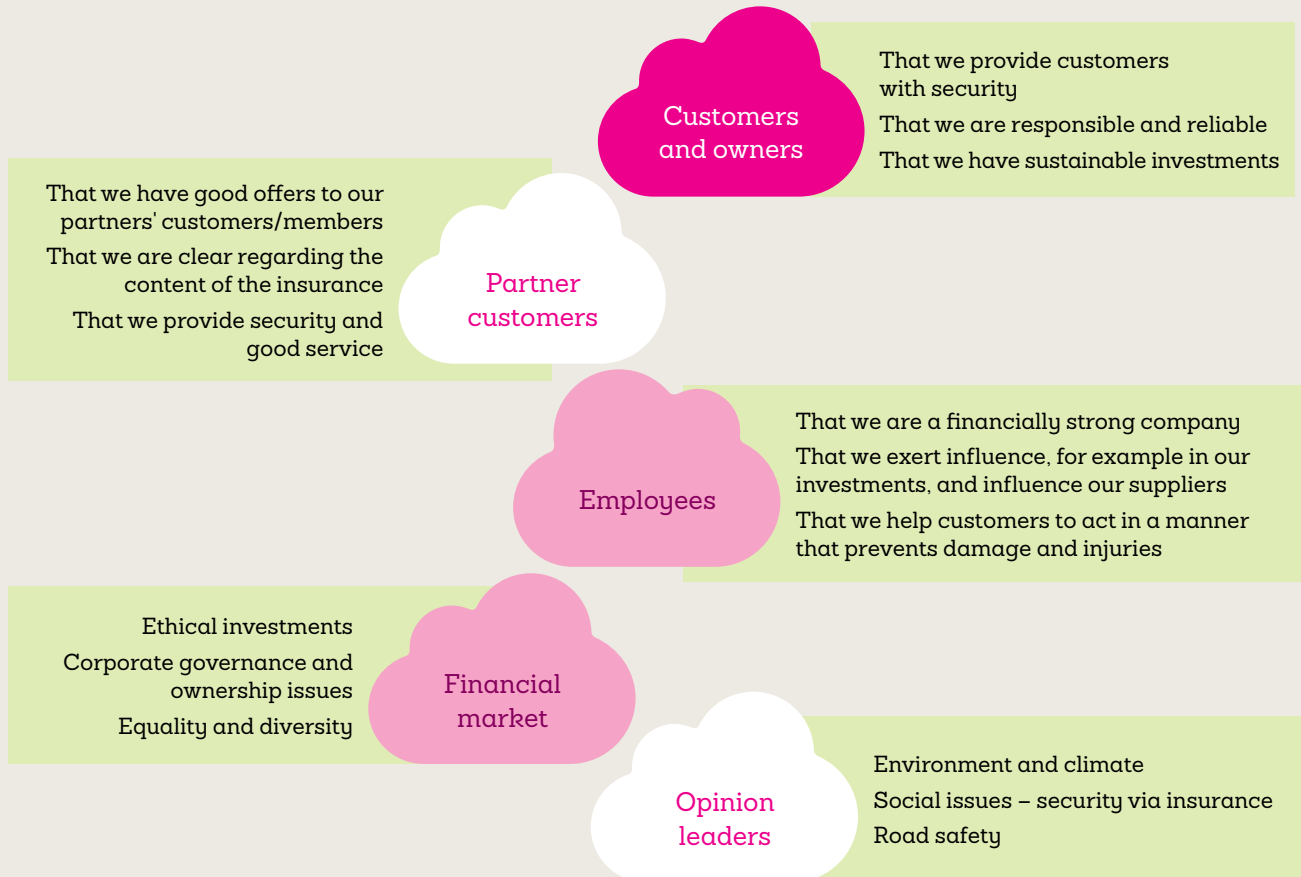 Customers
and owners
That we provide customers
with security
That we are responsible and reliable
That we have sustainable investments
That we have good offers to our
partners' customers/members
That we are clear regarding the
content of the insurance
That we provide security and
good service
Partner
customers
Employees
That we are a financially strong company
That we exert influence, for example in our
investments, and influence our suppliers
That we help customers to act in a manner
that prevents damage and injuries
Ethical investments
Corporate governance and
ownership issues
Equality and diversity
Financial
market
Opinion
leaders
Environment and climate
Social issues – security via insurance
Road safety